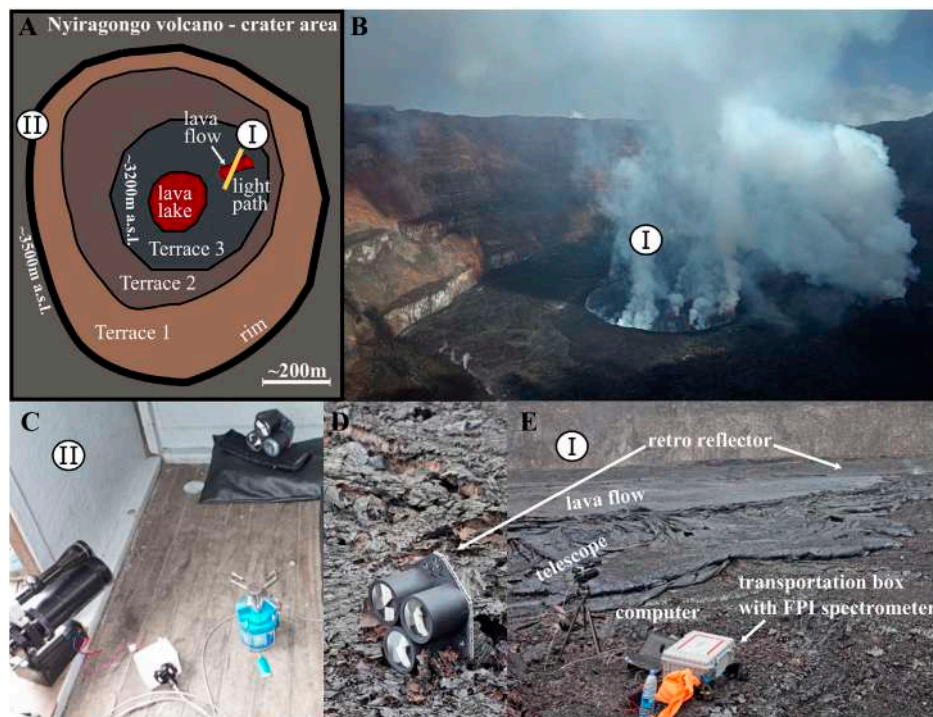 A Nyiragongo volcano - crater area
II
I
lava
flow
light
path
lava
lake
~3200m a.s.l.
Terrace 3
Terrace 2
Terrace 1
~3500m a.s.l.
rim
~200m
B
I
C
II
D
E
I
retro reflector
lava flow
telescope
computer
transportation box
with FPI spectrometer